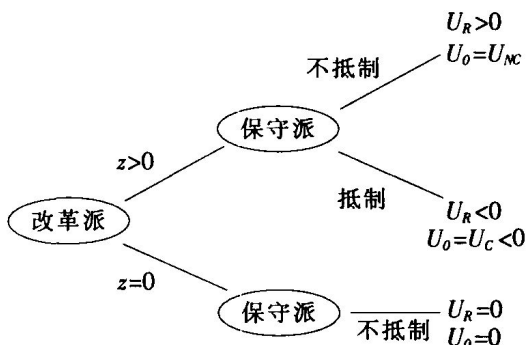 U_R>0
不抵制
U_0=U_NC
保守派
z>0
抵制
改革派
U_R<0
U_0=U_C<0
z=0
保守派
U_R=0
不抵制
U_0=0